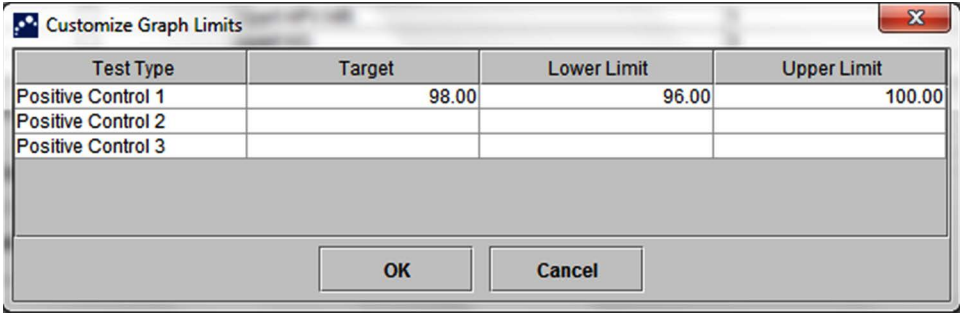 Customize Graph Limits
Test Type Target Lower Limit Upper Limit
Positive Control 1 98.00 96.00 100.00
Positive Control 2
Positive Control 3
OK Cancel